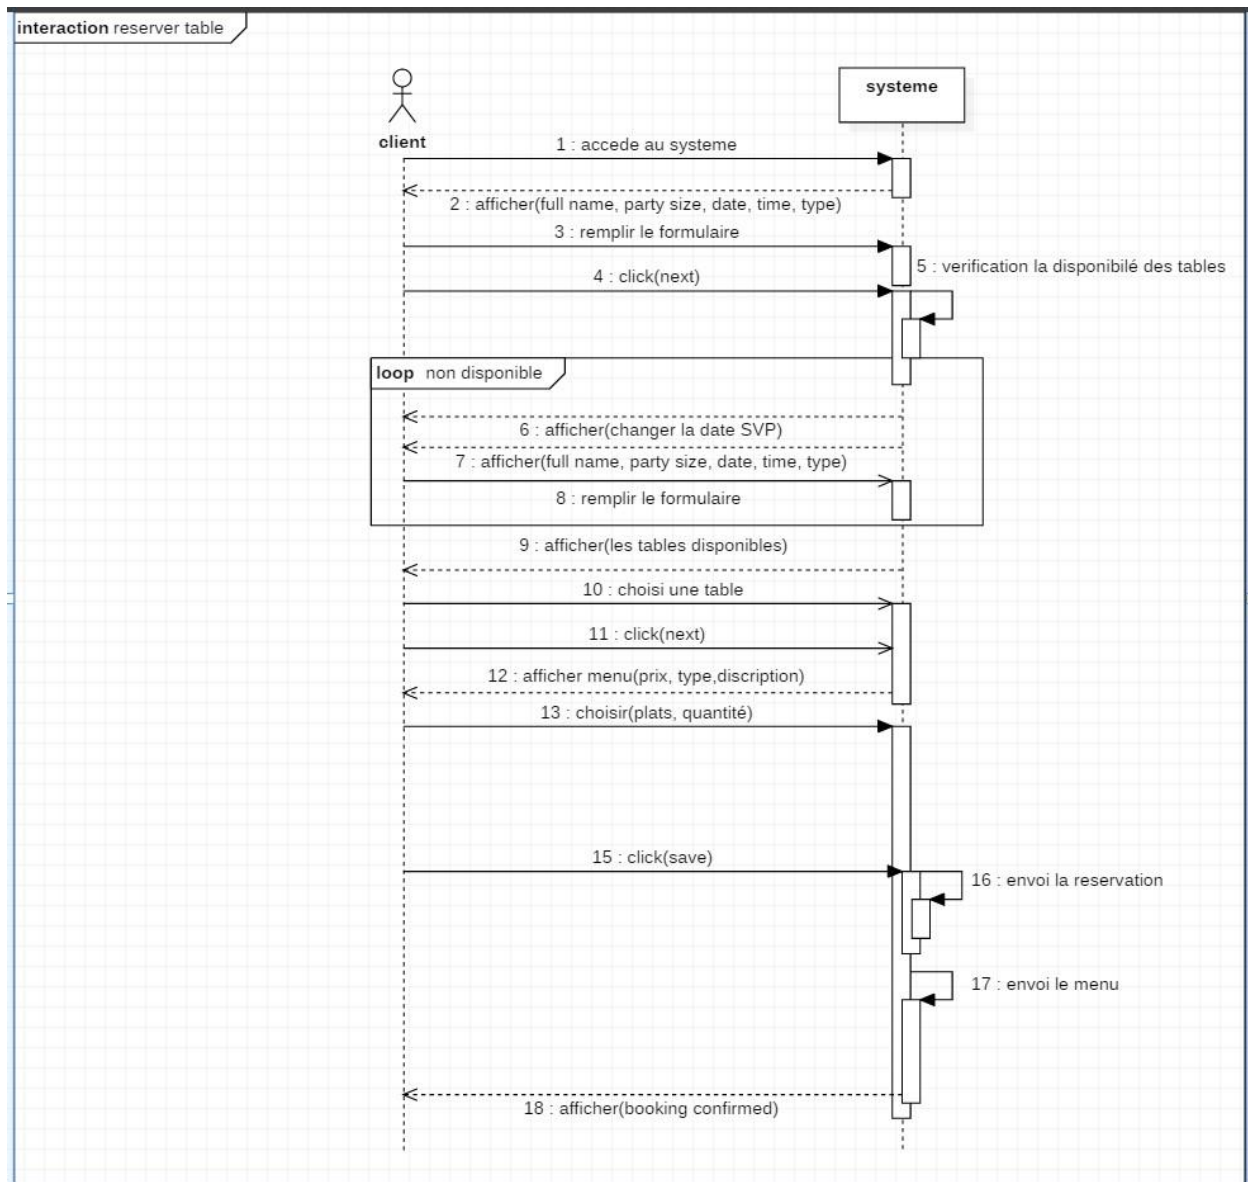 interaction reserver table
systeme
client
1 : accede au systeme
2 : afficher(full name, party size, date, time, type)
3 : remplir le formulaire
5 : verification la disponibilé des tables
4 : click(next)
loop non disponible
6 : afficher(changer la date SVP)
7 : afficher(full name, party size, date, time, type)
8 : remplir le formulaire
9 : afficher(les tables disponibles)
10 : choisi une table
11 : click(next)
12 : afficher menu(prix, type,discription)
13 : choisir(plats, quantité)
15 : click(save)
16 : envoi la reservation
17 : envoi le menu
18 : afficher(booking confirmed)